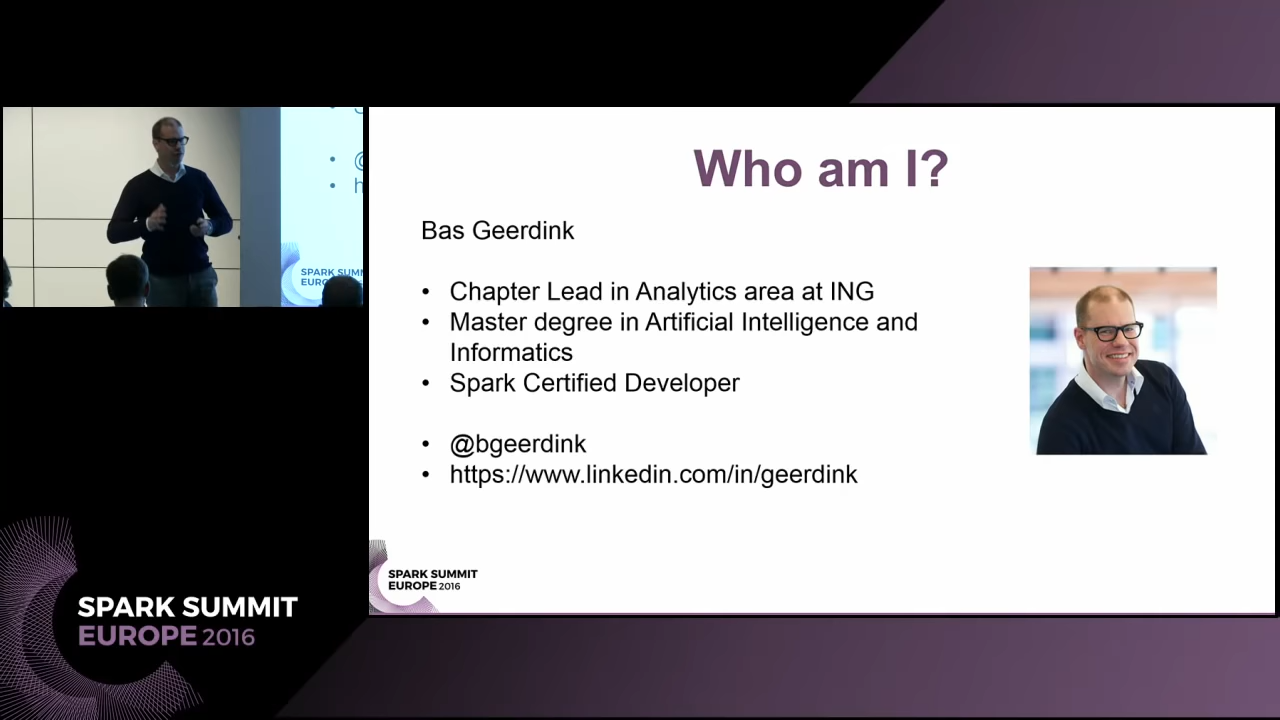 Who am I?
Bas Geerdink
• Chapter Lead in Analytics area at ING
• Master degree in Artificial Intelligence and
Informatics
• Spark Certified Developer
• @bgeerdink
• https://www.linkedin.com/in/geerdink
SPARK SUMMIT
EUROPE 2016
SPARK SUMMIT
EUROPE 2016